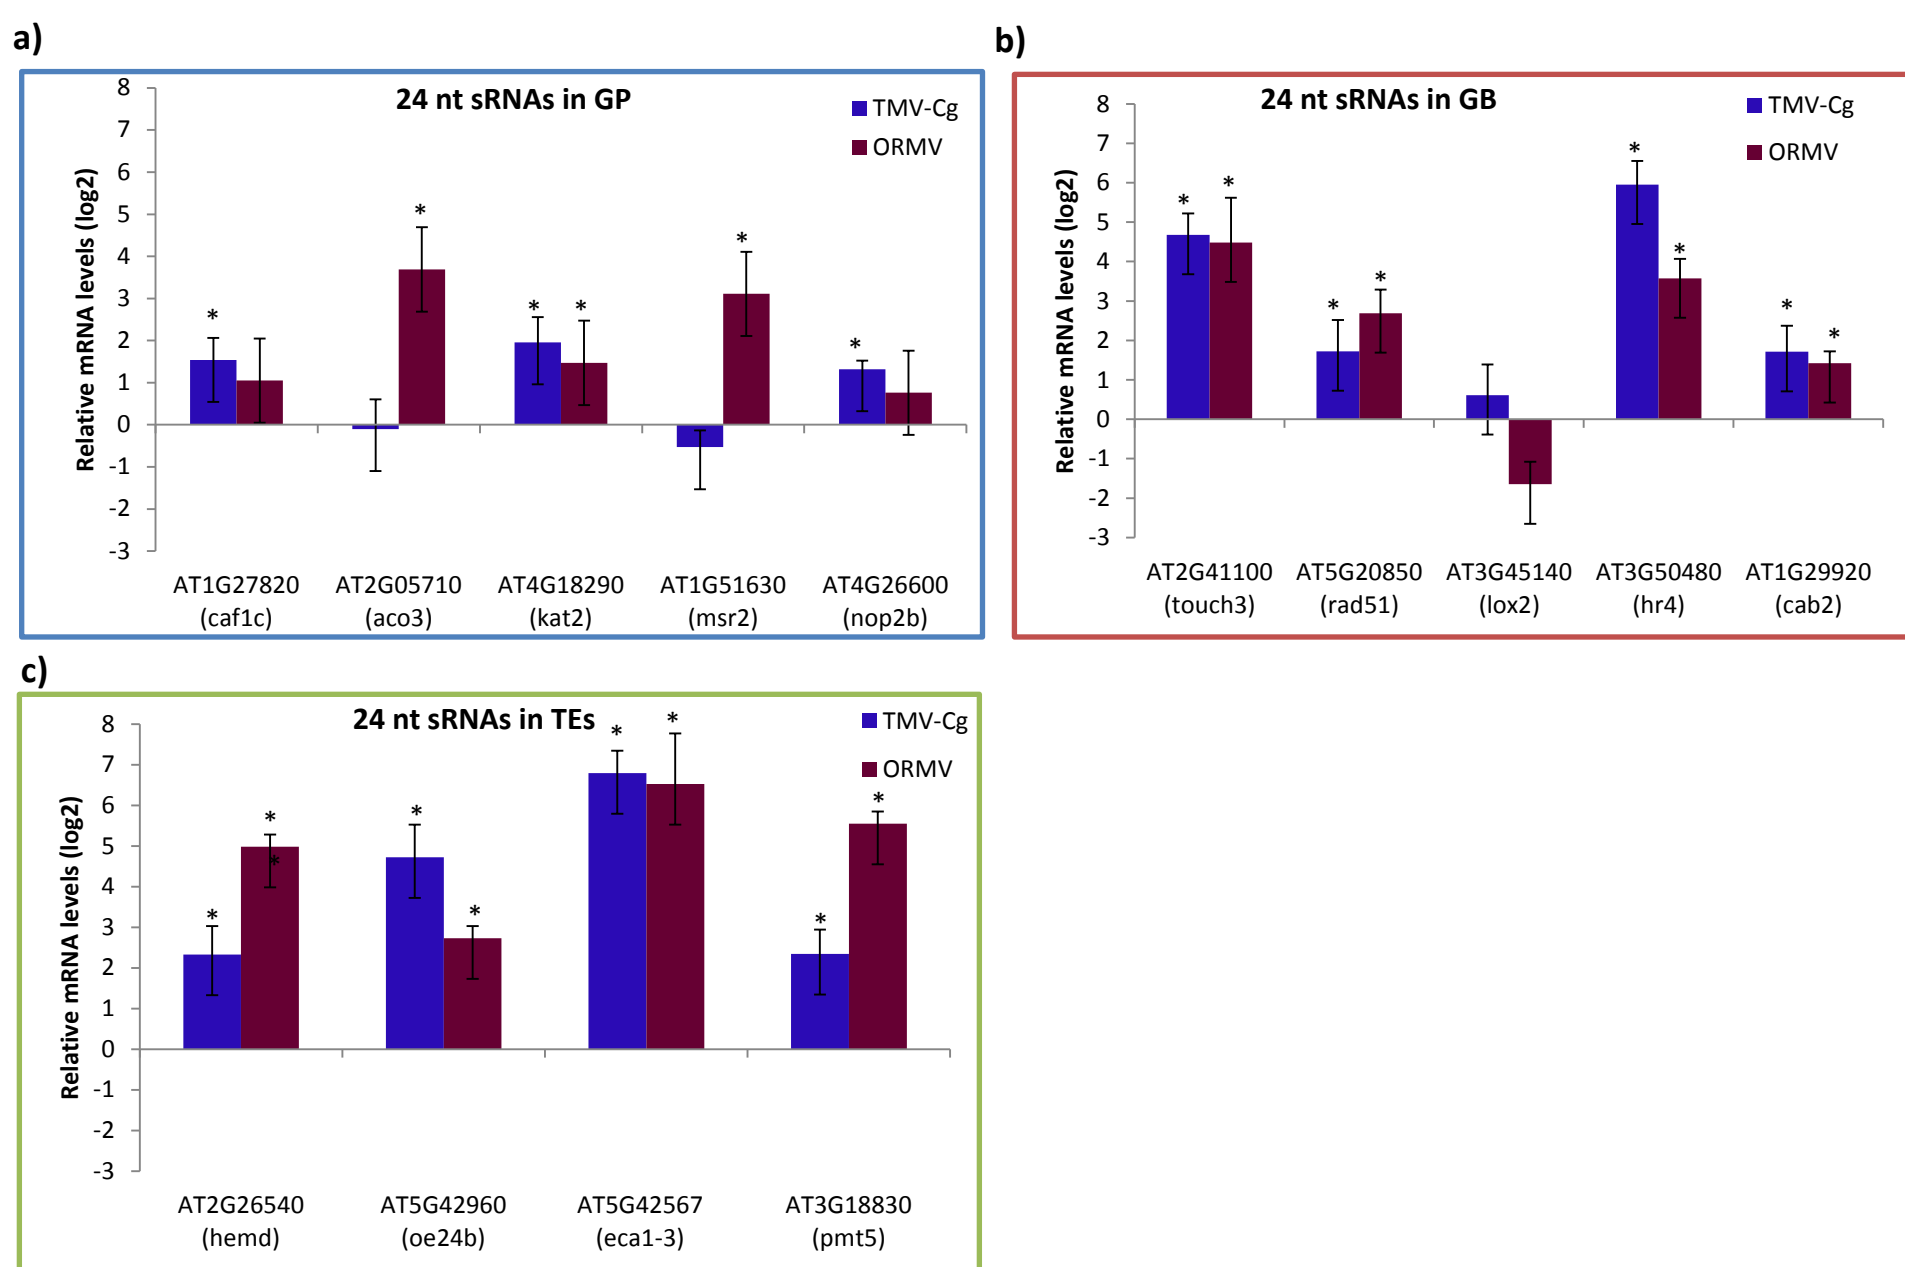 a)
24 nt sRNAs in GP
TMV-Cg
ORMV
Relative mRNA levels (log2)
8
7
6
5
4
3
2
1
0
-1
-2
-3
* * * * * *
AT1G27820 AT2G05710 AT4G18290 AT1G51630 AT4G26600
(caf1c) (aco3) (kat2) (msr2) (nop2b)
b)
24 nt sRNAs in GB
TMV-Cg
ORMV
Relative mRNA levels (log2)
8
7
6
5
4
3
2
1
0
-1
-2
-3
* * * * * * * *
AT2G41100 AT5G20850 AT3G45140 AT3G50480 AT1G29920
(touch3) (rad51) (lox2) (hr4) (cab2)
c)
24 nt sRNAs in TEs
TMV-Cg
ORMV
Relative mRNA levels (log2)
8
7
6
5
4
3
2
1
0
-1
-2
-3
* * * * * * * * *
AT2G26540 AT5G42960 AT5G42567 AT3G18830
(hemd) (oe24b) (eca1-3) (pmt5)